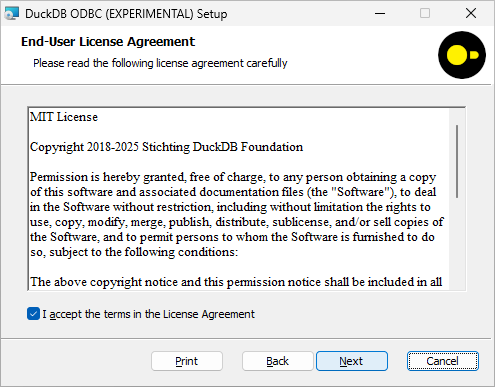 DuckDB ODBC (EXPERIMENTAL) Setup
End-User License Agreement
Please read the following license agreement carefully
MIT License
Copyright 2018-2025 Stichting DuckDB Foundation
Permission is hereby granted, free of charge, to any person obtaining a copy
of this software and associated documentation files (the "Software"), to deal
in the Software without restriction, including without limitation the rights to
use, copy, modify, merge, publish, distribute, sublicense, and/or sell copies of
the Software, and to permit persons to whom the Software is furnished to do
so, subject to the following conditions:
The above copyright notice and this permission notice shall be included in all
I accept the terms in the License Agreement
Print Back Next Cancel